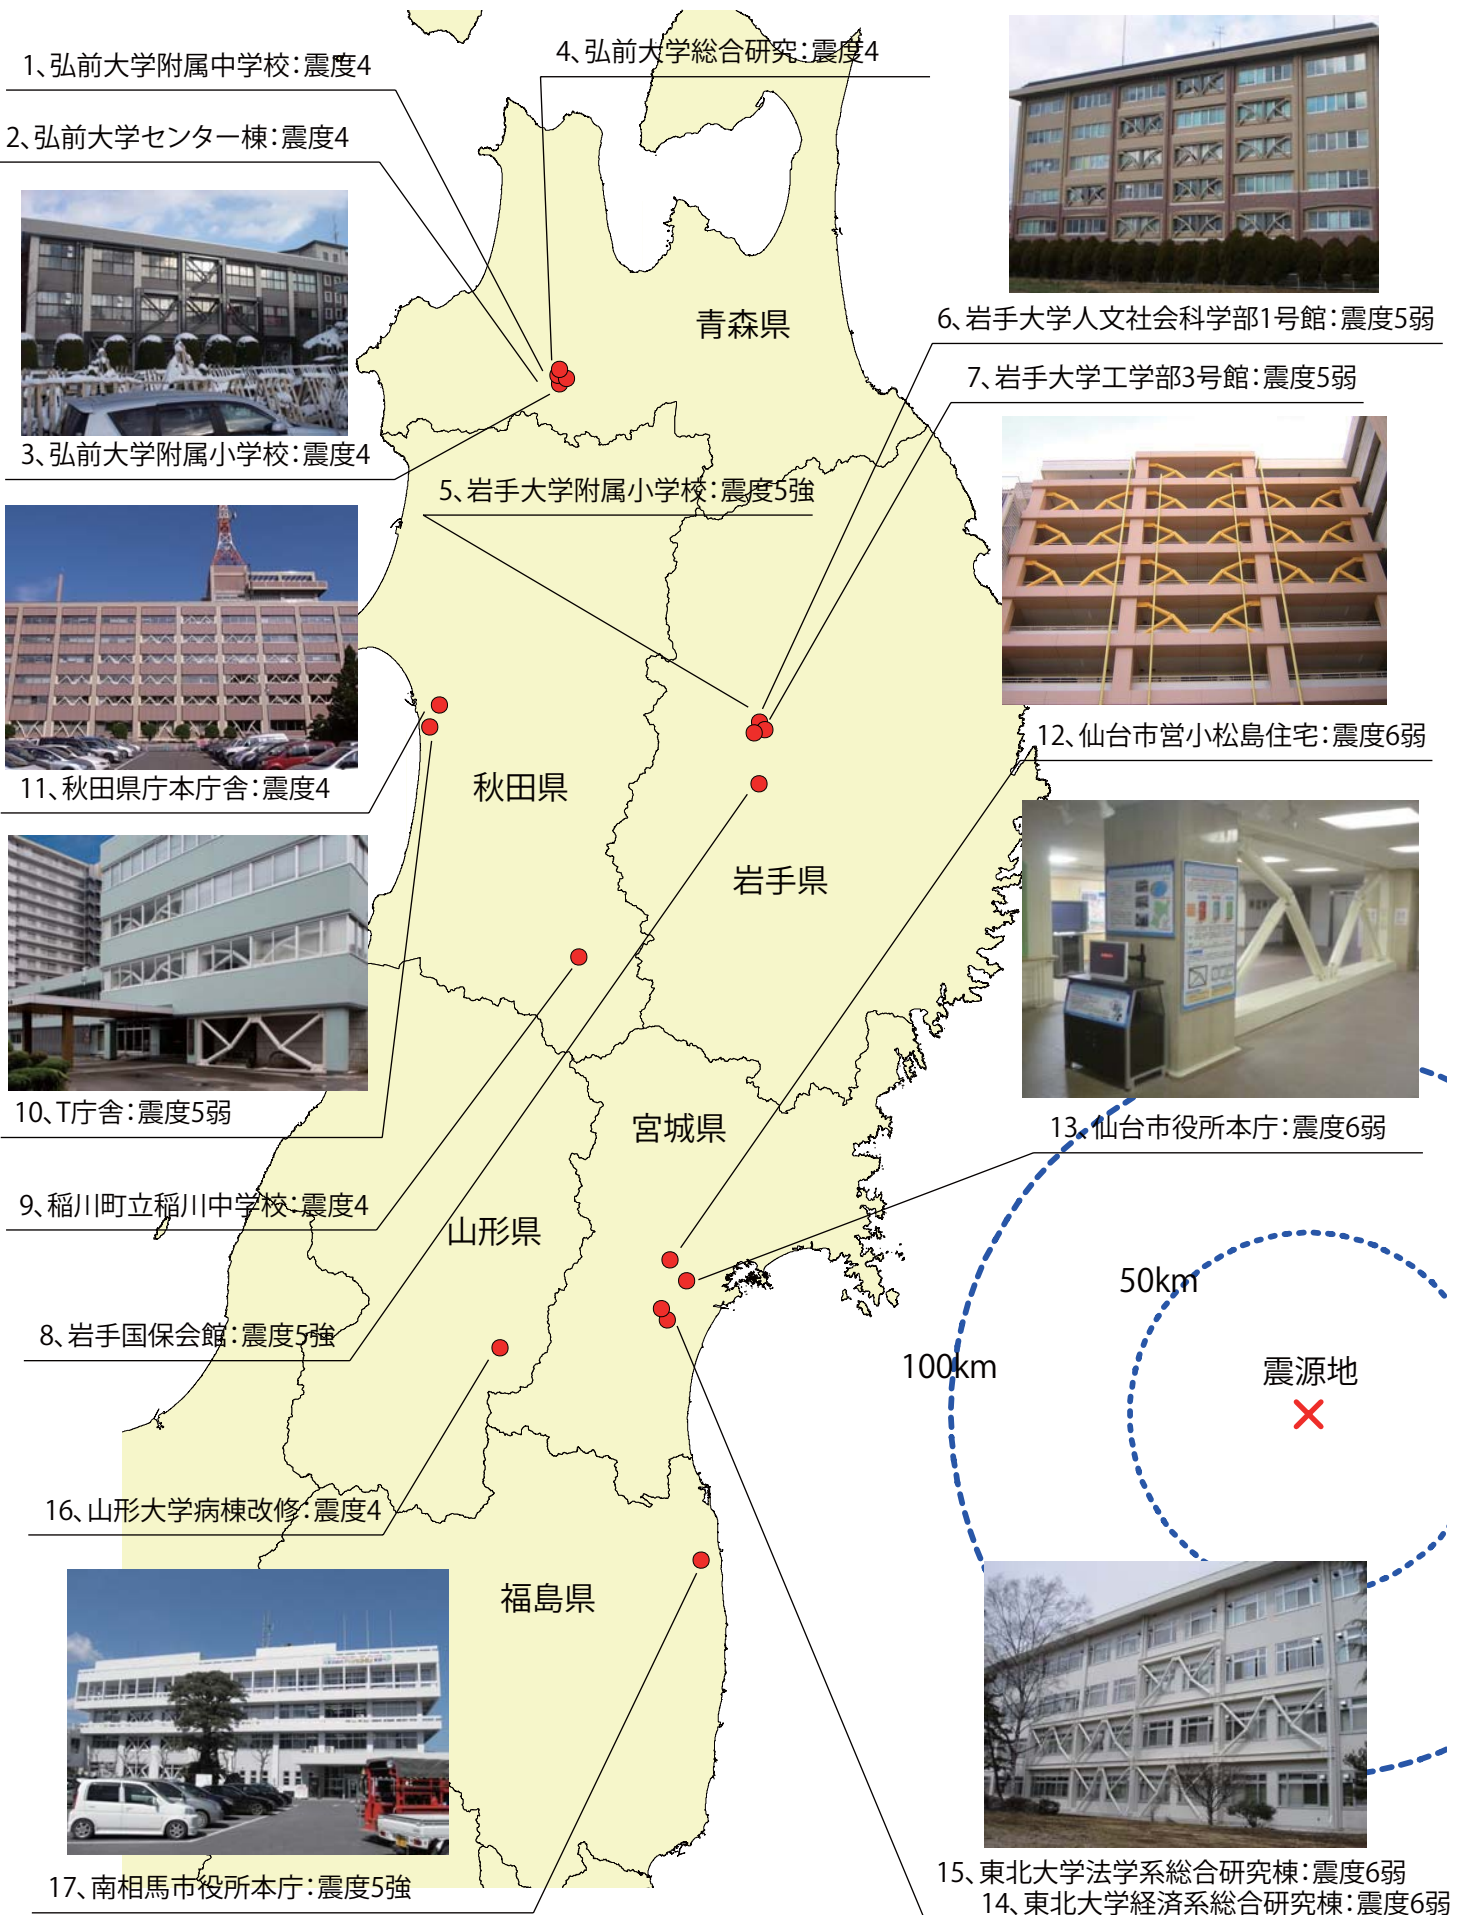 1、弘前大学附属中学校：震度4
4、弘前大学総合研究：震度4
2、弘前大学センター棟：震度4
青森県
6、岩手大学人文社会科学部1号館：震度5弱
7、岩手大学工学部3号館：震度5弱
3、弘前大学附属小学校：震度4
5、岩手大学附属小学校：震度5強
12、仙台市営小松島住宅：震度6弱
11、秋田県庁本庁舎：震度4
秋田県
岩手県
10、T庁舎：震度5弱
宮城県
13、仙台市役所本庁：震度6弱
9、稲川町立稲川中学校：震度4
山形県
50km
8、岩手国保会館：震度5強
100km
震源地
16、山形大学病棟改修：震度4
福島県
17、南相馬市役所本庁：震度5強
15、東北大学法学系総合研究棟：震度6弱
14、東北大学経済系総合研究棟：震度6弱